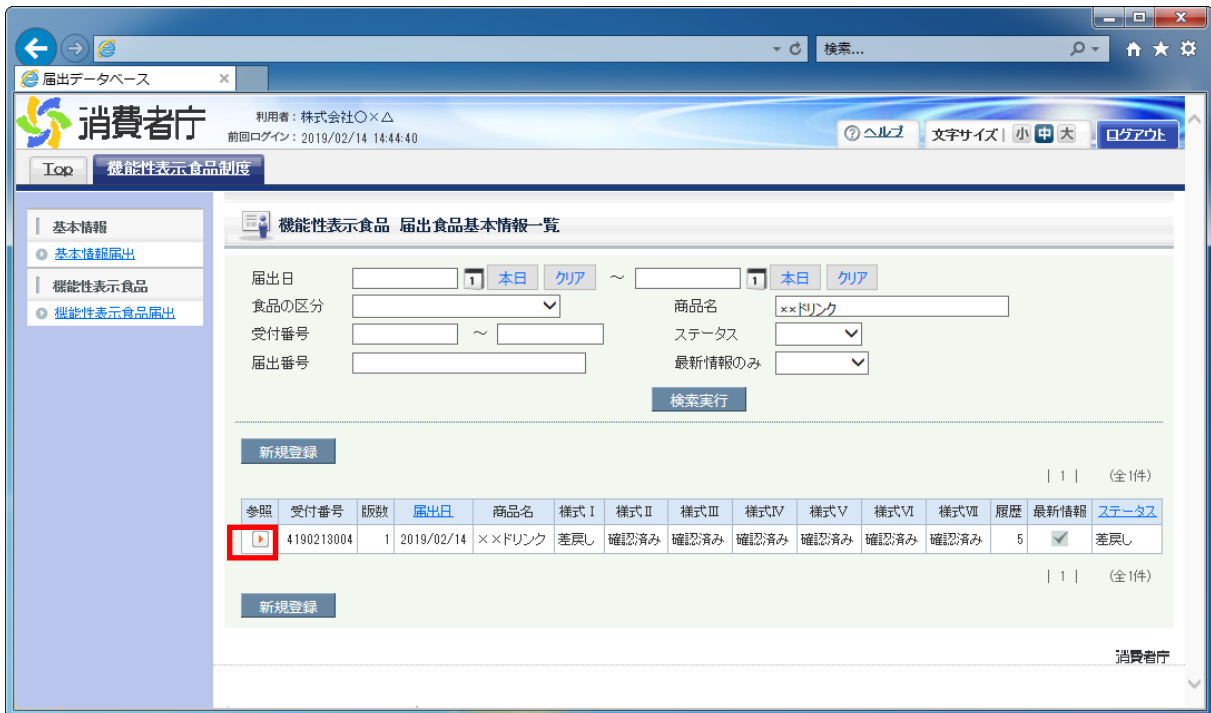 検索...
届出データベース
消費者庁
利用者：株式会社○×△
前回ログイン：2019/02/14 14:44:40
ヘルプ 文字サイズ | 小 中 大 ログアウト
Top 機能性表示食品制度
基本情報
基本情報届出
機能性表示食品
機能性表示食品届出
機能性表示食品 届出食品基本情報一覧
届出日 1 本日 クリア ～ 1 本日 クリア
食品の区分 商品名 ××ドリンク
受付番号 ～ ステータス
届出番号 最新情報のみ
検索実行
新規登録
| 1 | (全1件)
参照 受付番号 版数 届出日 商品名 様式Ⅰ 様式Ⅱ 様式Ⅲ 様式Ⅳ 様式Ⅴ 様式Ⅵ 様式Ⅶ 履歴 最新情報 ステータス
4190213004 1 2019/02/14 ××ドリンク 差戻し 確認済み 確認済み 確認済み 確認済み 確認済み 確認済み 5 差戻し
| 1 | (全1件)
新規登録
消費者庁